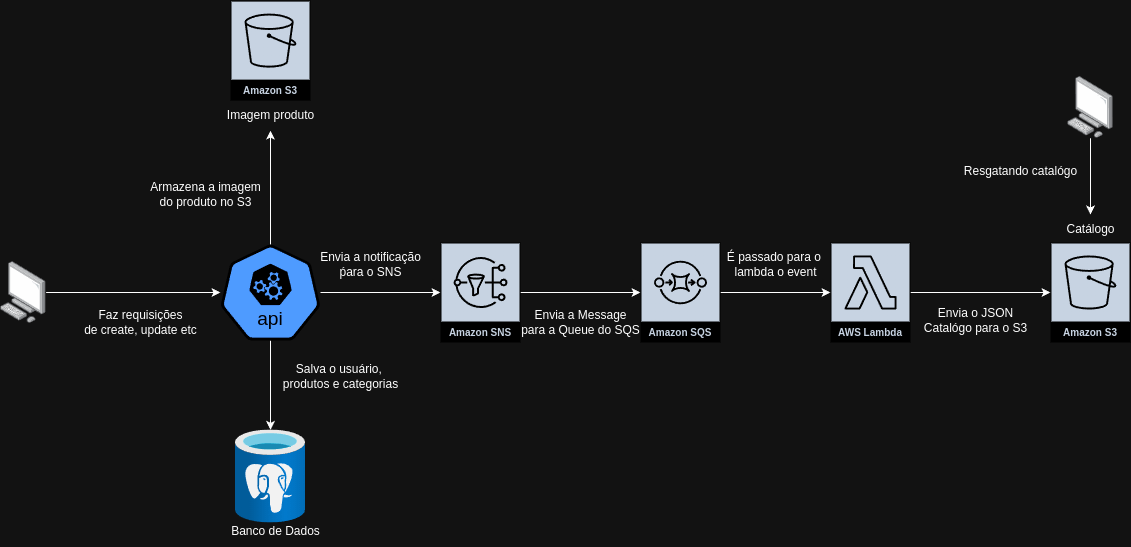 Amazon S3
Imagem produto
Armazena a imagem
do produto no S3
Resgatando catalógo
Catálogo
Faz requisições
de create, update etc
api
Envia a notificação
para o SNS
Amazon SNS
Envia a Message
para a Queue do SQS
Amazon SQS
É passado para o
lambda o event
AWS Lambda
Envia o JSON
Catalógo para o S3
Amazon S3
Salva o usuário,
produtos e categorias
Banco de Dados